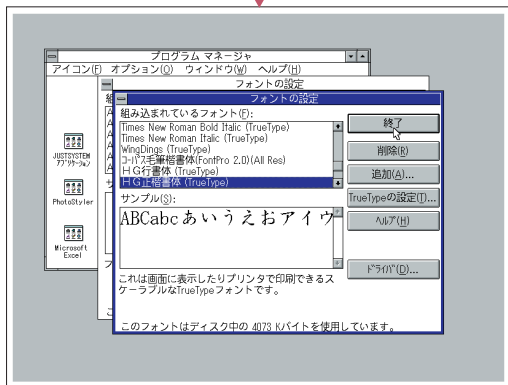 プログラム マネージャ
アイコン(F) オプション(O) ウィンドウ(W) ヘルプ(H)
フォントの設定
フォントの設定
組み込まれているフォント(F):
Times New Roman Bold Italic (TrueType)
Times New Roman Italic (TrueType)
WingDings (TrueType)
ｺｰﾊﾟｽ毛筆楷書体(FontPro 2.0)(All Res)
ＨＧ行書体 (TrueType)
ＨＧ正楷書体 (TrueType)
終了
削除(R)
追加(A)...
TrueTypeの設定(T)...
ﾍﾙﾌﾟ(H)
ﾄﾞﾗｲﾊﾞ(D)...
サンプル(S):
ABCabcあいうえおアイウ
これは画面に表示したりプリンタで印刷できるス
ケーラブルなTrueTypeフォントです。
このフォントはディスク中の 4073 Kバイトを使用しています。
JUSTSYSTEM
ｱﾌﾟﾘｹｰｼｮﾝ
PhotoStyler
Microsoft
Excel